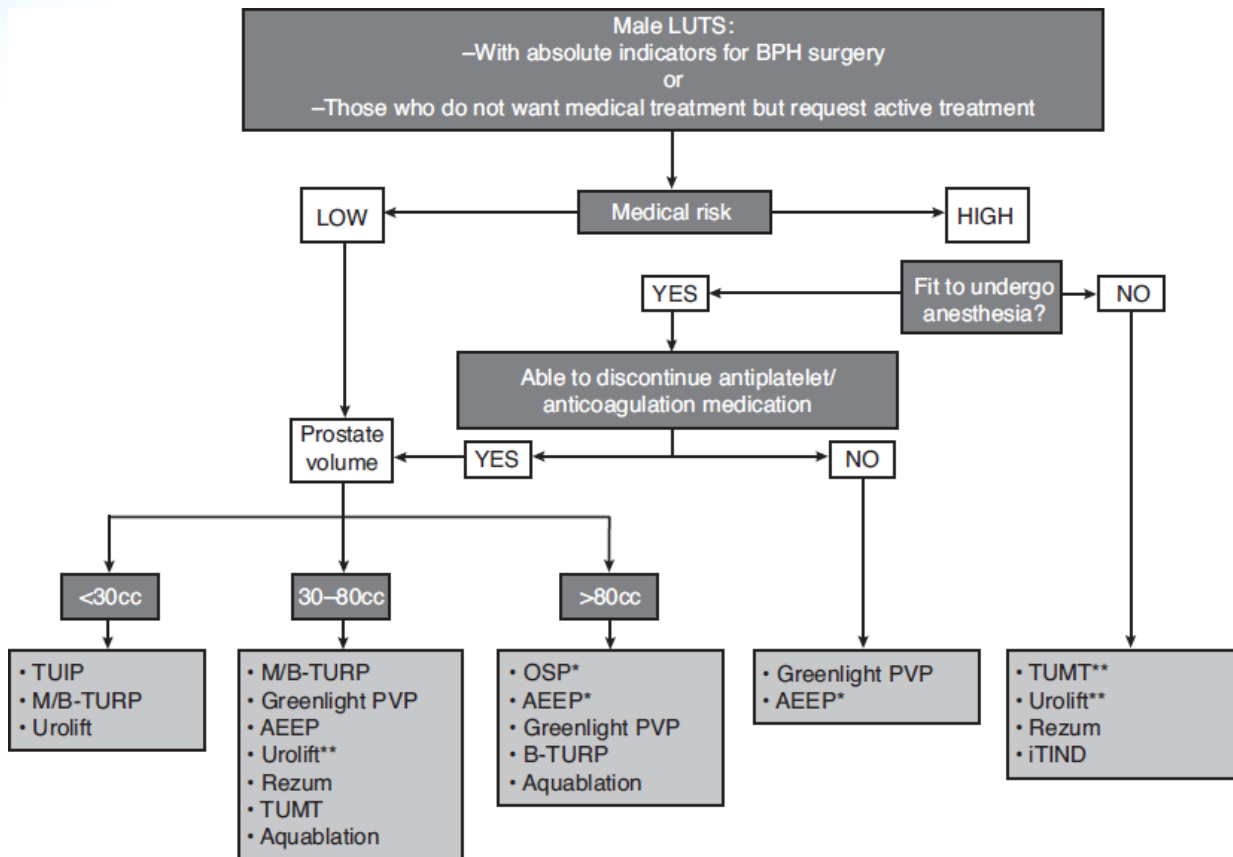 Male LUTS:
–With absolute indicators for BPH surgery
or
–Those who do not want medical treatment but request active treatment
LOW
Medical risk
HIGH
YES
Fit to undergo
anesthesia?
NO
Able to discontinue antiplatelet/
anticoagulation medication
Prostate
volume
YES
NO
<30cc
30–80cc
>80cc
• TUIP
• M/B-TURP
• Urolift
• M/B-TURP
• Greenlight PVP
• AEEP
• Urolift**
• Rezum
• TUMT
• Aquablation
• OSP*
• AEEP*
• Greenlight PVP
• B-TURP
• Aquablation
• Greenlight PVP
• AEEP*
• TUMT**
• Urolift**
• Rezum
• iTIND